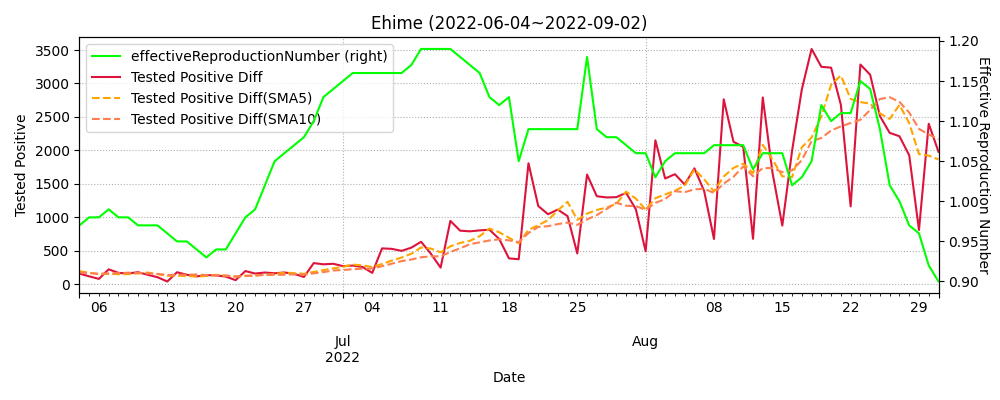 Ehime (2022-06-04~2022-09-02)
effectiveReproductionNumber (right)
Tested Positive Diff
Tested Positive Diff(SMA5)
Tested Positive Diff(SMA10)
Tested Positive
3500
3000
2500
2000
1500
1000
500
0
1.20
1.15
1.10
1.05
1.00
0.95
0.90
Effective Reproduction Number
06 13 20 27 04 11 18 25 08 15 22 29
Jul Aug
2022
Date